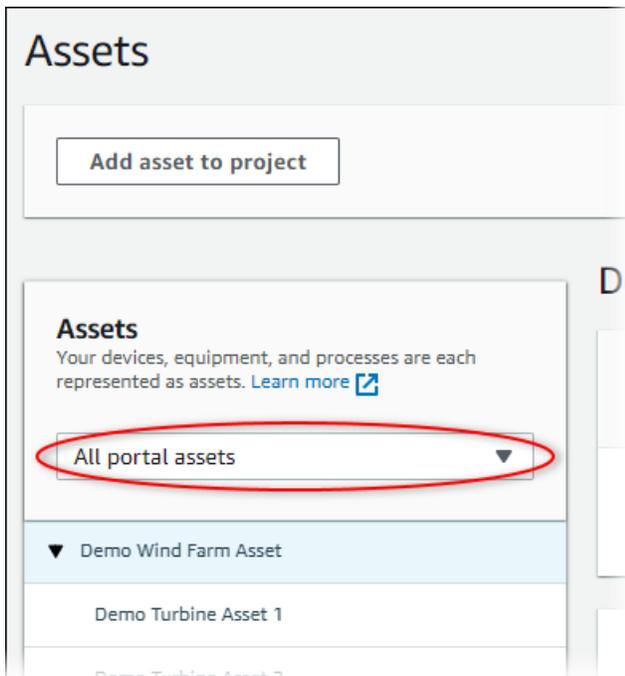 Assets
Add asset to project
D
Assets
Your devices, equipment, and processes are each
represented as assets. Learn more
All portal assets
Demo Wind Farm Asset
Demo Turbine Asset 1